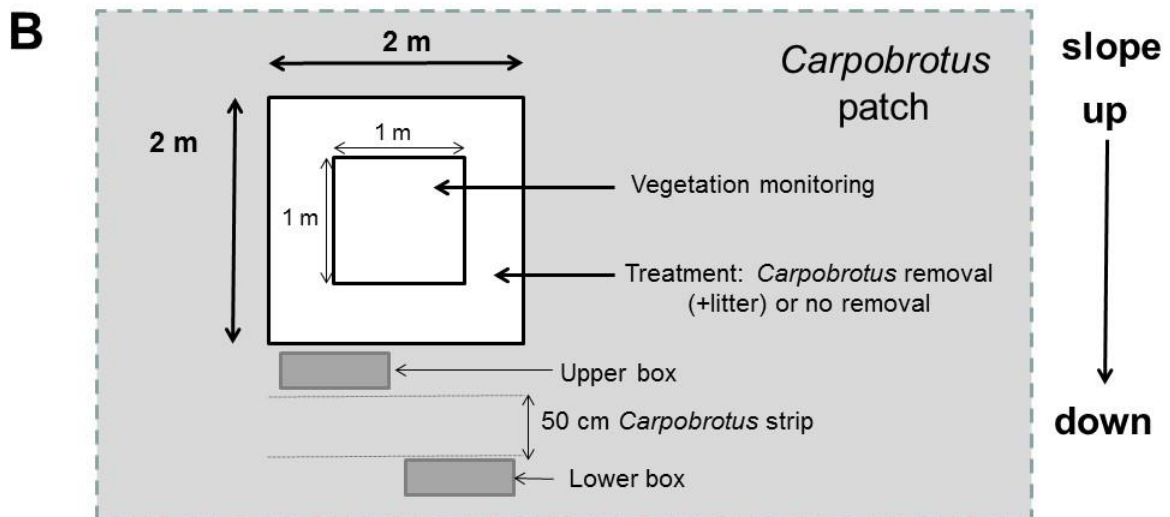 B
2 m
Carpobrotus
patch
slope
up
2 m
1 m
Vegetation monitoring
1 m
Treatment: Carpobrotus removal
(+litter) or no removal
Upper box
50 cm Carpobrotus strip
down
Lower box